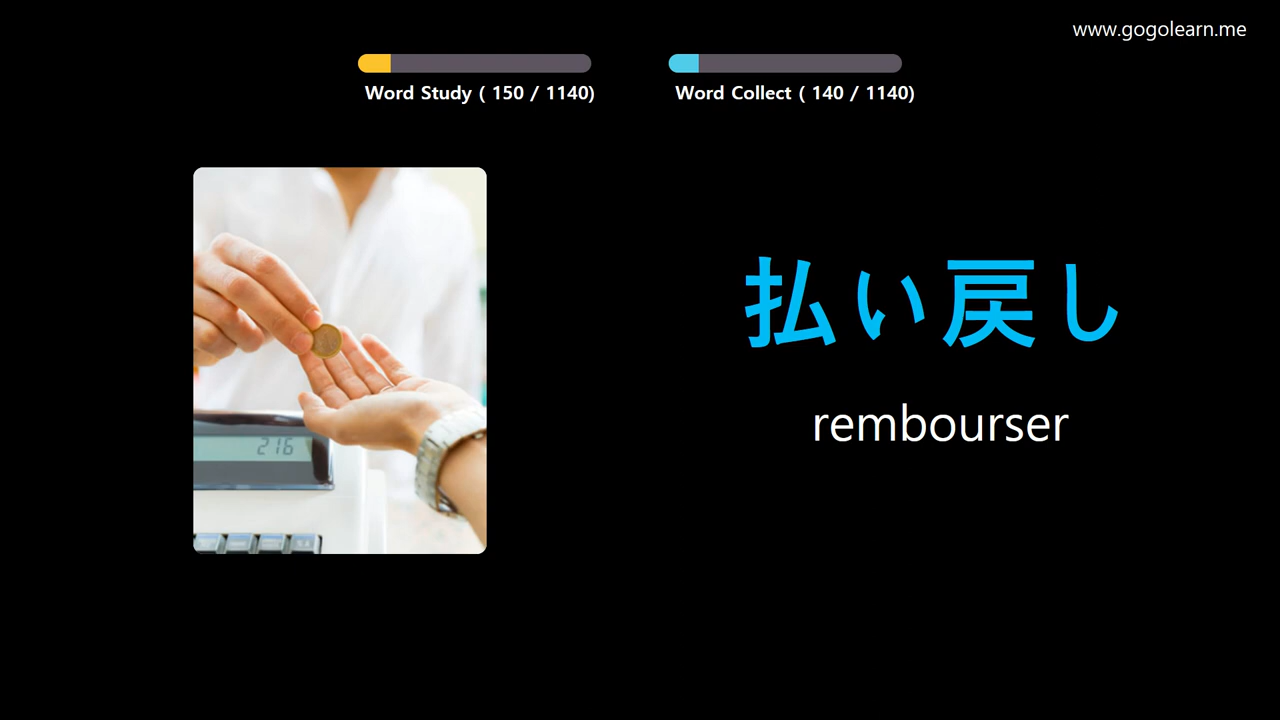 www.gogolearn.me
Word Study ( 150 / 1140)
Word Collect ( 140 / 1140)
払い戻し
rembourser
216